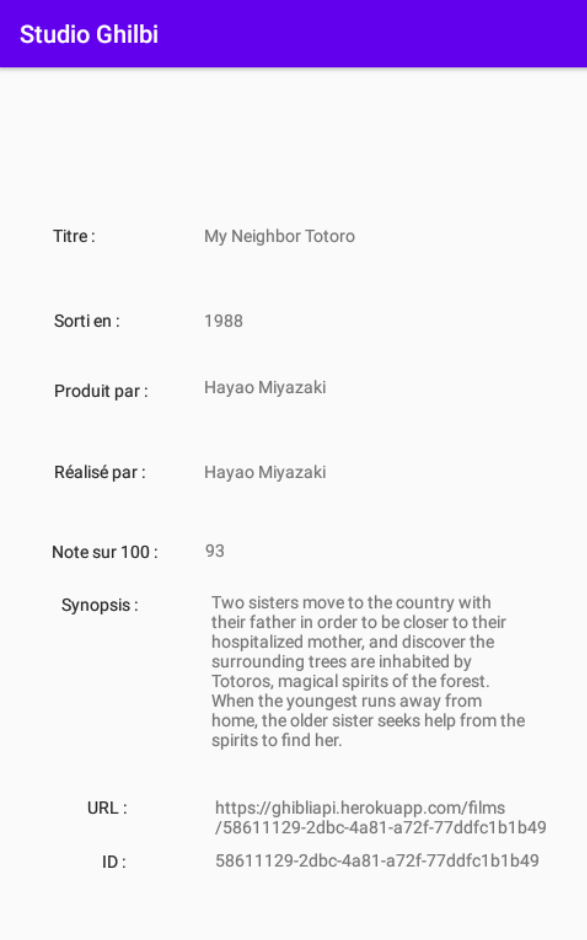 Studio Ghilbi
Titre : My Neighbor Totoro
Sorti en : 1988
Produit par : Hayao Miyazaki
Réalisé par : Hayao Miyazaki
Note sur 100 : 93
Synopsis : Two sisters move to the country with
their father in order to be closer to their
hospitalized mother, and discover the
surrounding trees are inhabited by
Totoros, magical spirits of the forest.
When the youngest runs away from
home, the older sister seeks help from the
spirits to find her.
URL : https://ghibliapi.herokuapp.com/films
/58611129-2dbc-4a81-a72f-77ddfc1b1b49
ID : 58611129-2dbc-4a81-a72f-77ddfc1b1b49